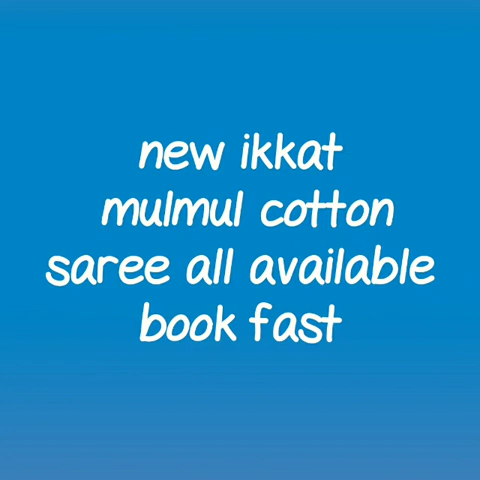 new ikkat
mulmul cotton
saree all available
book fast